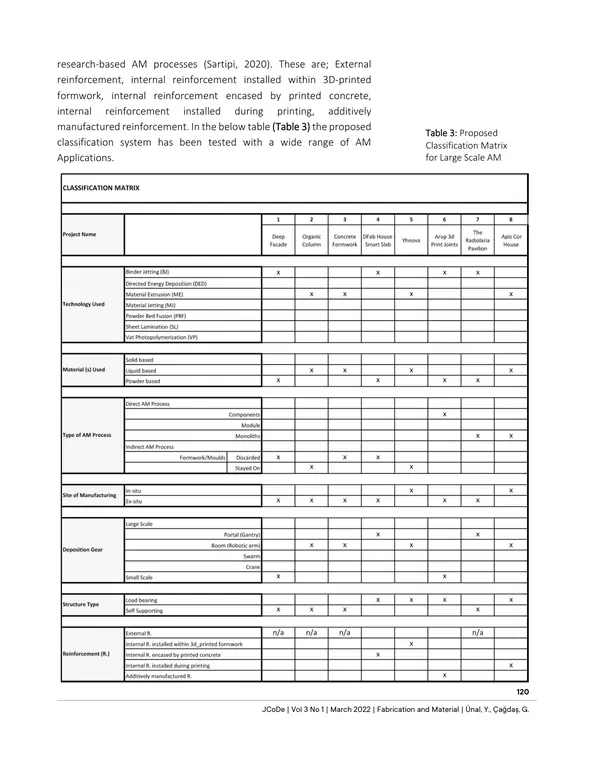 research-based AM processes (Sartipi, 2020). These are; External
reinforcement, internal reinforcement installed within 3D-printed
formwork, internal reinforcement encased by printed concrete,
internal reinforcement installed during printing, additively
manufactured reinforcement. In the below table (Table 3) the proposed
classification system has been tested with a wide range of AM
Applications.
Table 3: Proposed
Classification Matrix
for Large Scale AM
CLASSIFICATION MATRIX
1 2 3 4 5 6 7 8
Project Name
Deep
Facade
Organic
Column
Concrete
Formwork
DFab House
Smart Slab
Yhnova
Arup 3d
Print Joints
The
Radiolaria
Pavilion
Apis Cor
House
Technology Used
Binder Jetting (BJ) X X X X
Directed Energy Deposition (DED)
Material Extrusion (ME) X X X X
Material Jetting (MJ)
Powder Bed Fusion (PBF)
Sheet Lamination (SL)
Vat Photopolymerization (VP)
Material (s) Used
Solid based
Liquid based X X X X
Powder based X X X X
Type of AM Process
Direct AM Process
Components X
Module
Monoliths X X
Indirect AM Process
Formwork/Moulds Discarded X X X
Stayed On X X
Site of Manufacturing
In-situ X X
Ex-situ X X X X X X
Deposition Gear
Large Scale
Portal (Gantry) X X
Boom (Robotic arm) X X X X
Swarm
Crane
Small Scale X X
Structure Type
Load bearing X X X X
Self Supporting X X X X
Reinforcement (R.)
External R. n/a n/a n/a n/a
Internal R. installed within 3d_printed formwork X
Internal R. encased by printed concrete X
Internal R. installed during printing X
Additively manufactured R. X
120
JCoDe | Vol 3 No 1 | March 2022 | Fabrication and Material | Ünal, Y., Çağdaş, G.